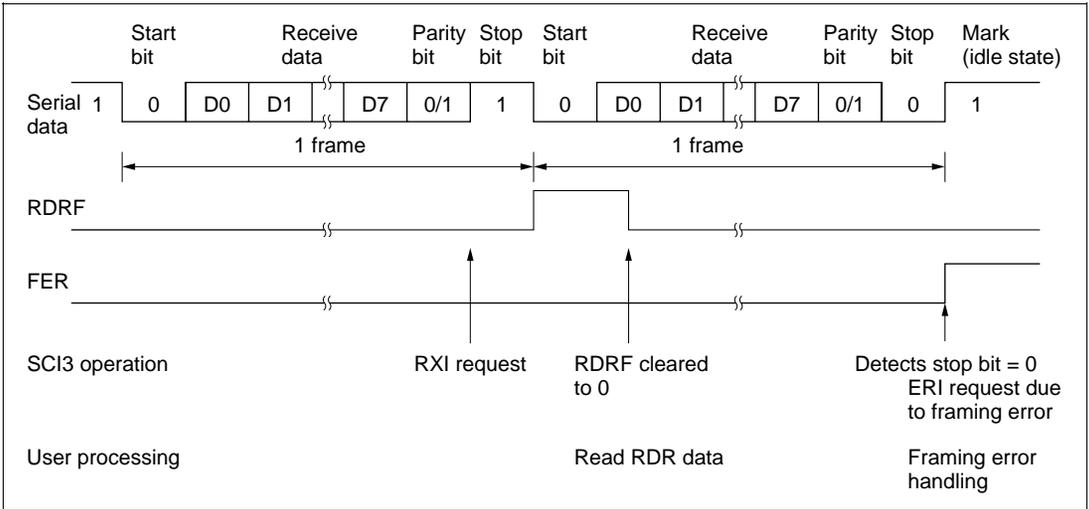 Start bit
Receive data
Parity bit
Stop bit
Start bit
Receive data
Parity bit
Stop bit
Mark (idle state)
Serial data
1 0 D0 D1 D7 0/1 1 0 D0 D1 D7 0/1 0 1
1 frame 1 frame
RDRF
FER
SCI3 operation
RXI request
RDRF cleared
to 0
Detects stop bit = 0
ERI request due
to framing error
User processing
Read RDR data
Framing error
handling